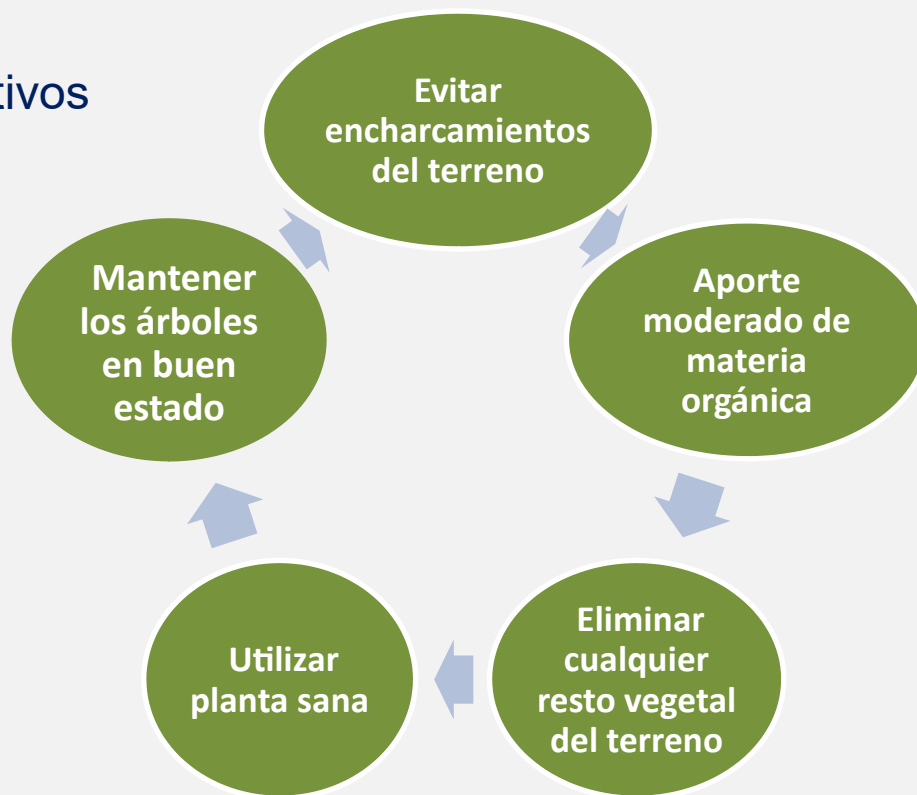 tivos
Evitar
encharcamientos
del terreno
Aporte
moderado de
materia
orgánica
Eliminar
cualquier
resto vegetal
del terreno
Utilizar
planta sana
Mantener
los árboles
en buen
estado